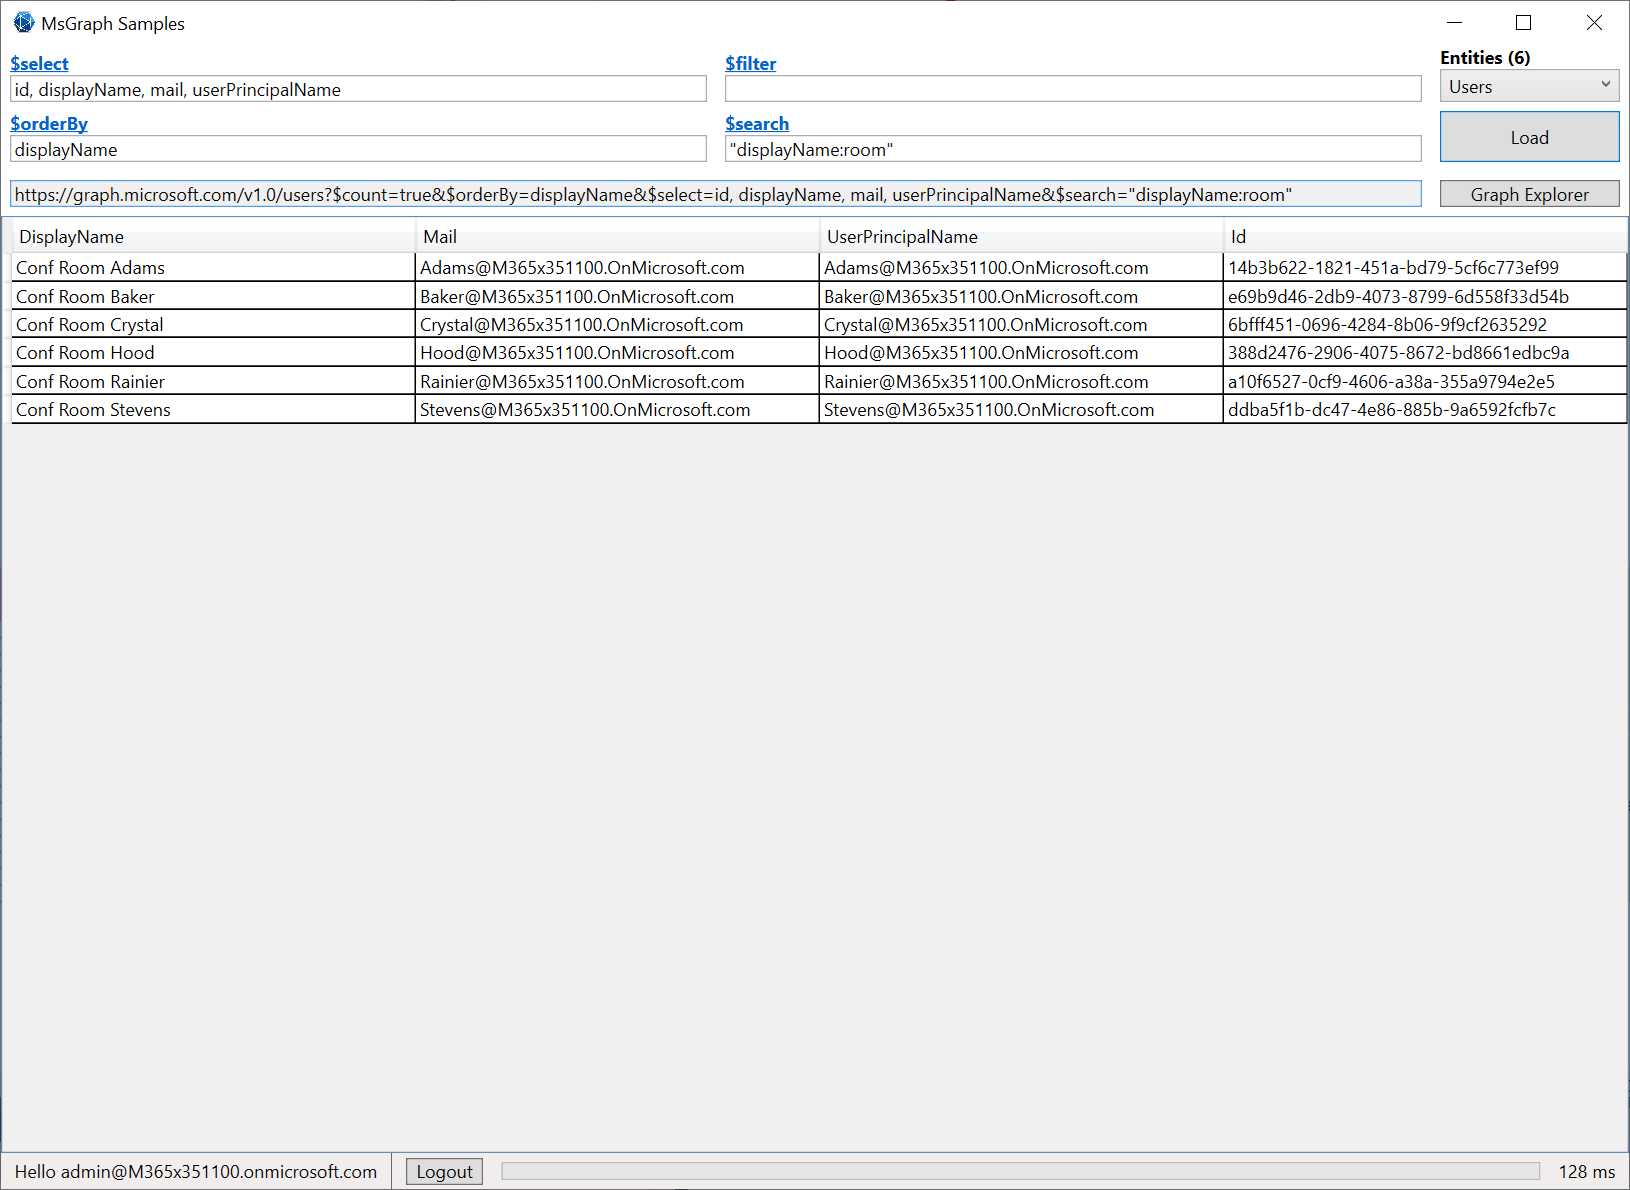 MsGraph Samples
$select
id, displayName, mail, userPrincipalName
$filter
Entities (6)
Users
$orderBy
displayName
$search
"displayName:room"
Load
https://graph.microsoft.com/v1.0/users?$count=true&$orderBy=displayName&$select=id, displayName, mail, userPrincipalName&$search="displayName:room"
Graph Explorer
DisplayName Mail UserPrincipalName Id
Conf Room Adams Adams@M365x351100.OnMicrosoft.com Adams@M365x351100.OnMicrosoft.com 14b3b622-1821-451a-bd79-5cf6c773ef99
Conf Room Baker Baker@M365x351100.OnMicrosoft.com Baker@M365x351100.OnMicrosoft.com e69b9d46-2db9-4073-8799-6d558f33d54b
Conf Room Crystal Crystal@M365x351100.OnMicrosoft.com Crystal@M365x351100.OnMicrosoft.com 6bfff451-0696-4284-8b06-9f9cf2635292
Conf Room Hood Hood@M365x351100.OnMicrosoft.com Hood@M365x351100.OnMicrosoft.com 388d2476-2906-4075-8672-bd8661edbc9a
Conf Room Rainier Rainier@M365x351100.OnMicrosoft.com Rainier@M365x351100.OnMicrosoft.com a10f6527-0cf9-4606-a38a-355a9794e2e5
Conf Room Stevens Stevens@M365x351100.OnMicrosoft.com Stevens@M365x351100.OnMicrosoft.com ddba5f1b-dc47-4e86-885b-9a6592fcfb7c
Hello admin@M365x351100.onmicrosoft.com Logout 128 ms